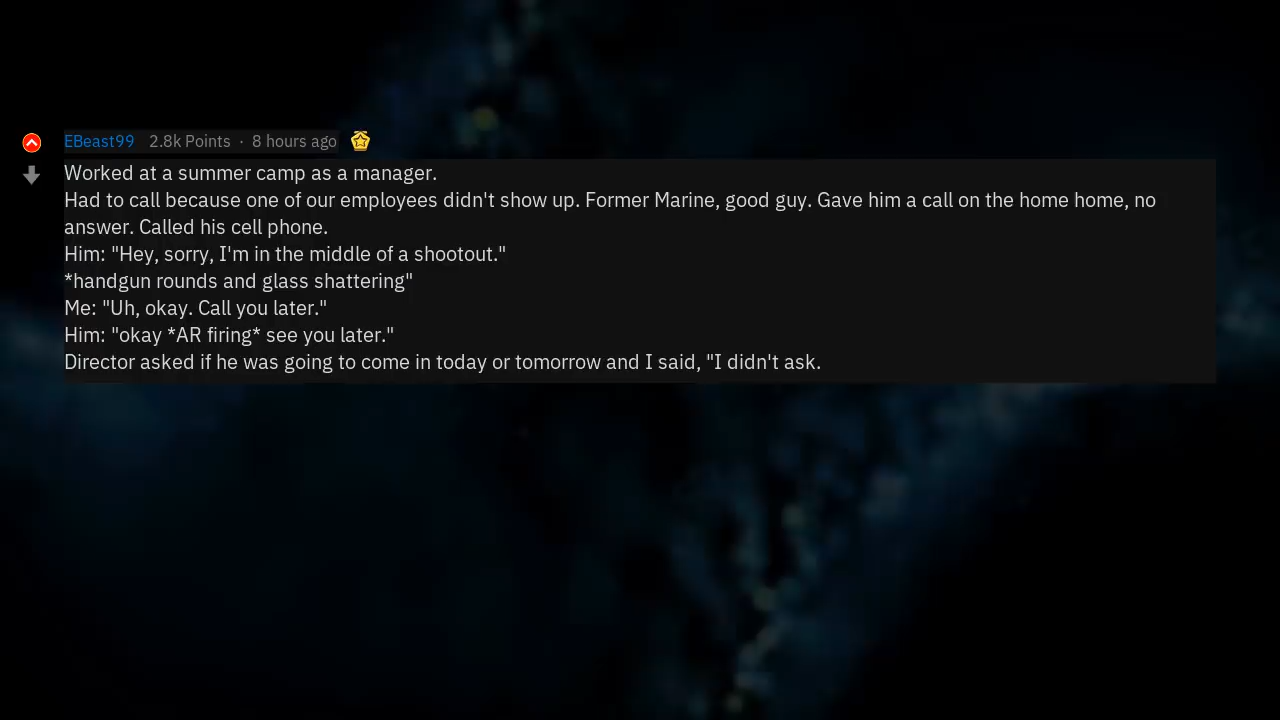 EBeast99 2.8k Points · 8 hours ago
Worked at a summer camp as a manager.
Had to call because one of our employees didn't show up. Former Marine, good guy. Gave him a call on the home home, no
answer. Called his cell phone.
Him: "Hey, sorry, I'm in the middle of a shootout."
*handgun rounds and glass shattering"
Me: "Uh, okay. Call you later."
Him: "okay *AR firing* see you later."
Director asked if he was going to come in today or tomorrow and I said, "I didn't ask.